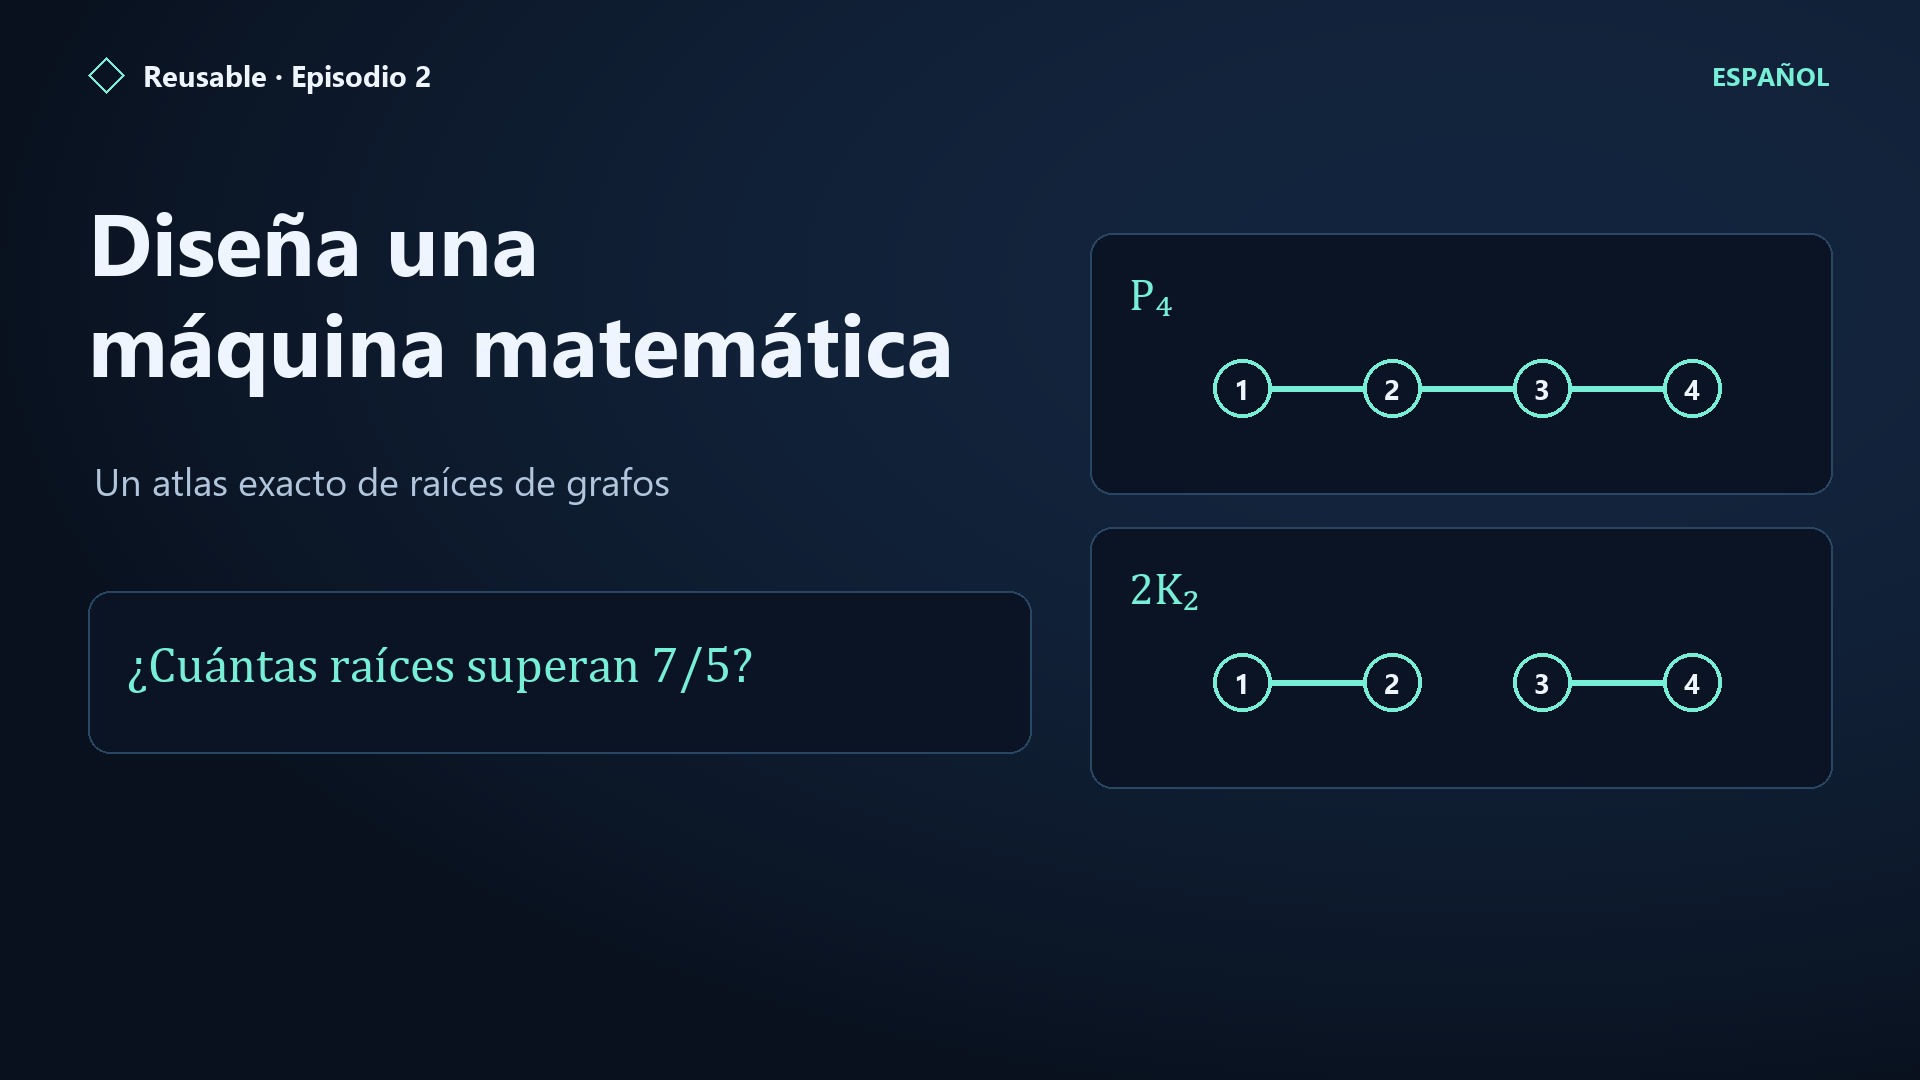 Reusable · Episodio 2
ESPAÑOL
Diseña una
máquina matemática
Un atlas exacto de raíces de grafos
¿Cuántas raíces superan 7/5?
P₄
1 2 3 4
2K₂
1 2 3 4